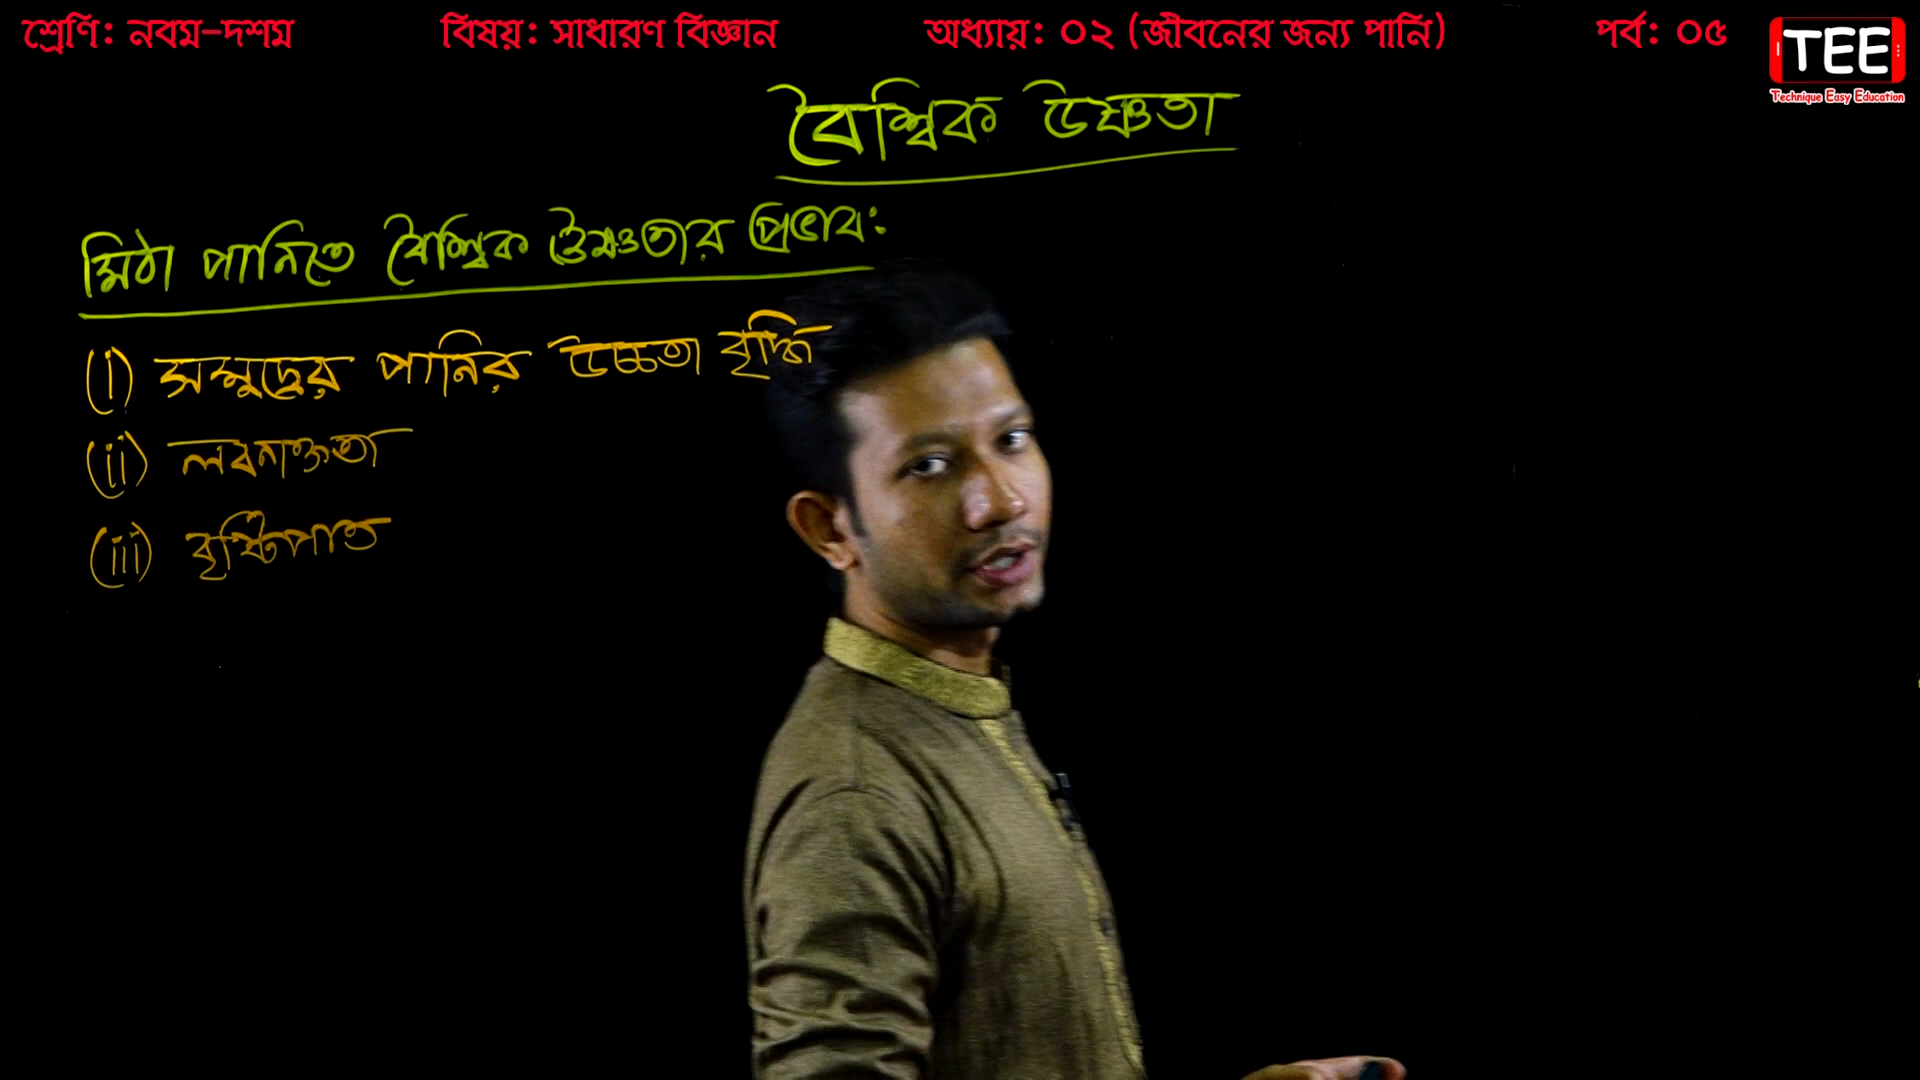 শ্রেণি: নবম-দশম বিষয়: সাধারণ বিজ্ঞান অধ্যায়: ০২ (জীবনের জন্য পানি) পর্ব: ০৫
TEE
Technique Easy Education
বৈশ্বিক উষ্ণতা
মিঠা পানিতে বৈশ্বিক উষ্ণতার প্রভাব:
(i) সমুদ্রের পানির উচ্চতা বৃদ্ধি
(ii) লবনাক্ততা
(iii) বৃষ্টিপাত